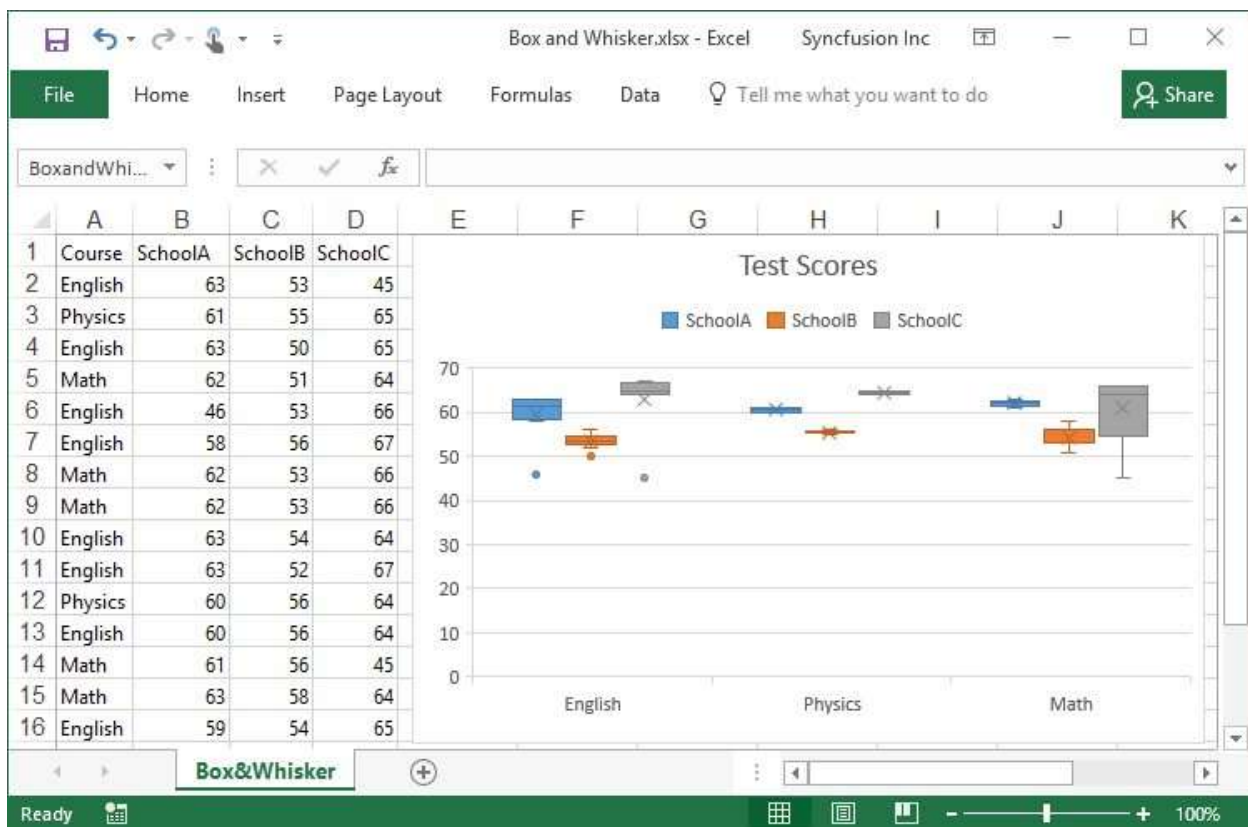 Box and Whisker.xlsx - Excel Syncfusion Inc
File Home Insert Page Layout Formulas Data Tell me what you want to do Share
BoxandWhi... fx
A B C D E F G H I J K
1 Course SchoolA SchoolB SchoolC
2 English 63 53 45
3 Physics 61 55 65
4 English 63 50 65
5 Math 62 51 64
6 English 46 53 66
7 English 58 56 67
8 Math 62 53 66
9 Math 62 53 66
10 English 63 54 64
11 English 63 52 67
12 Physics 60 56 64
13 English 60 56 64
14 Math 61 56 45
15 Math 63 58 64
16 English 59 54 65
Test Scores
SchoolA SchoolB SchoolC
70
60
50
40
30
20
10
0
English Physics Math
Box&Whisker
Ready 100%